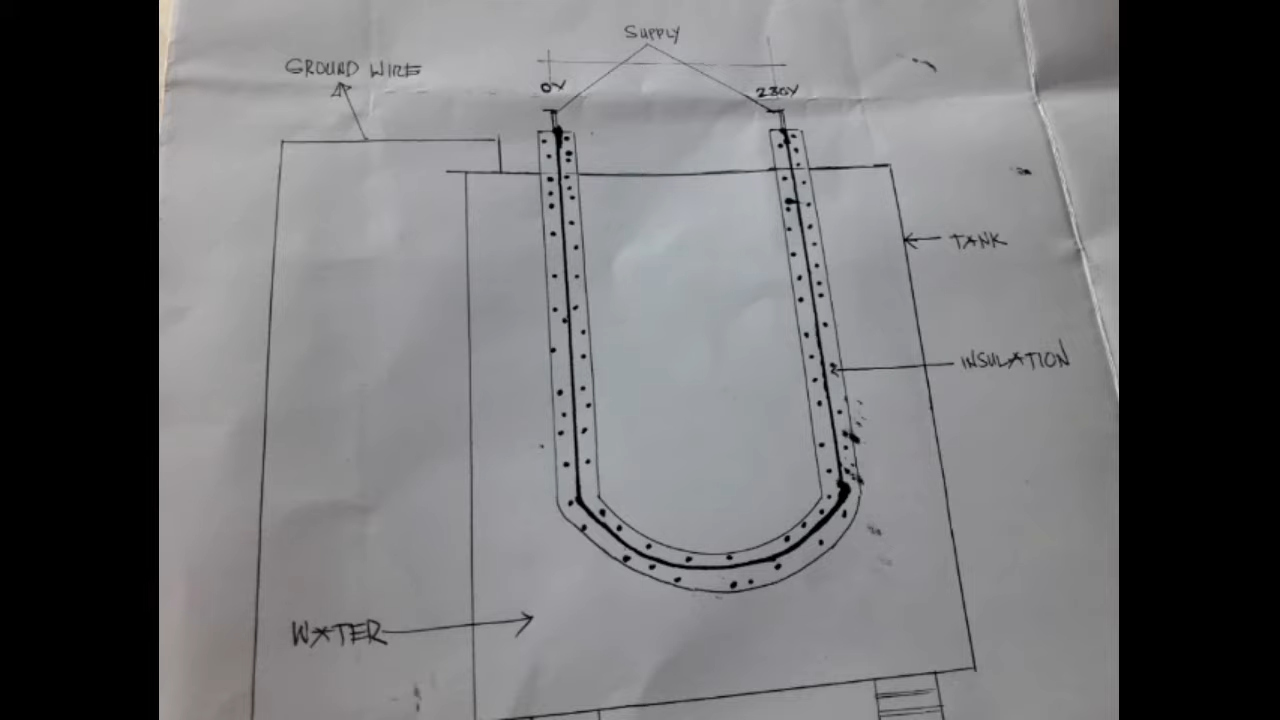 SUPPLY
GROUND WIRE
0V
230V
TANK
INSULATION
WATER